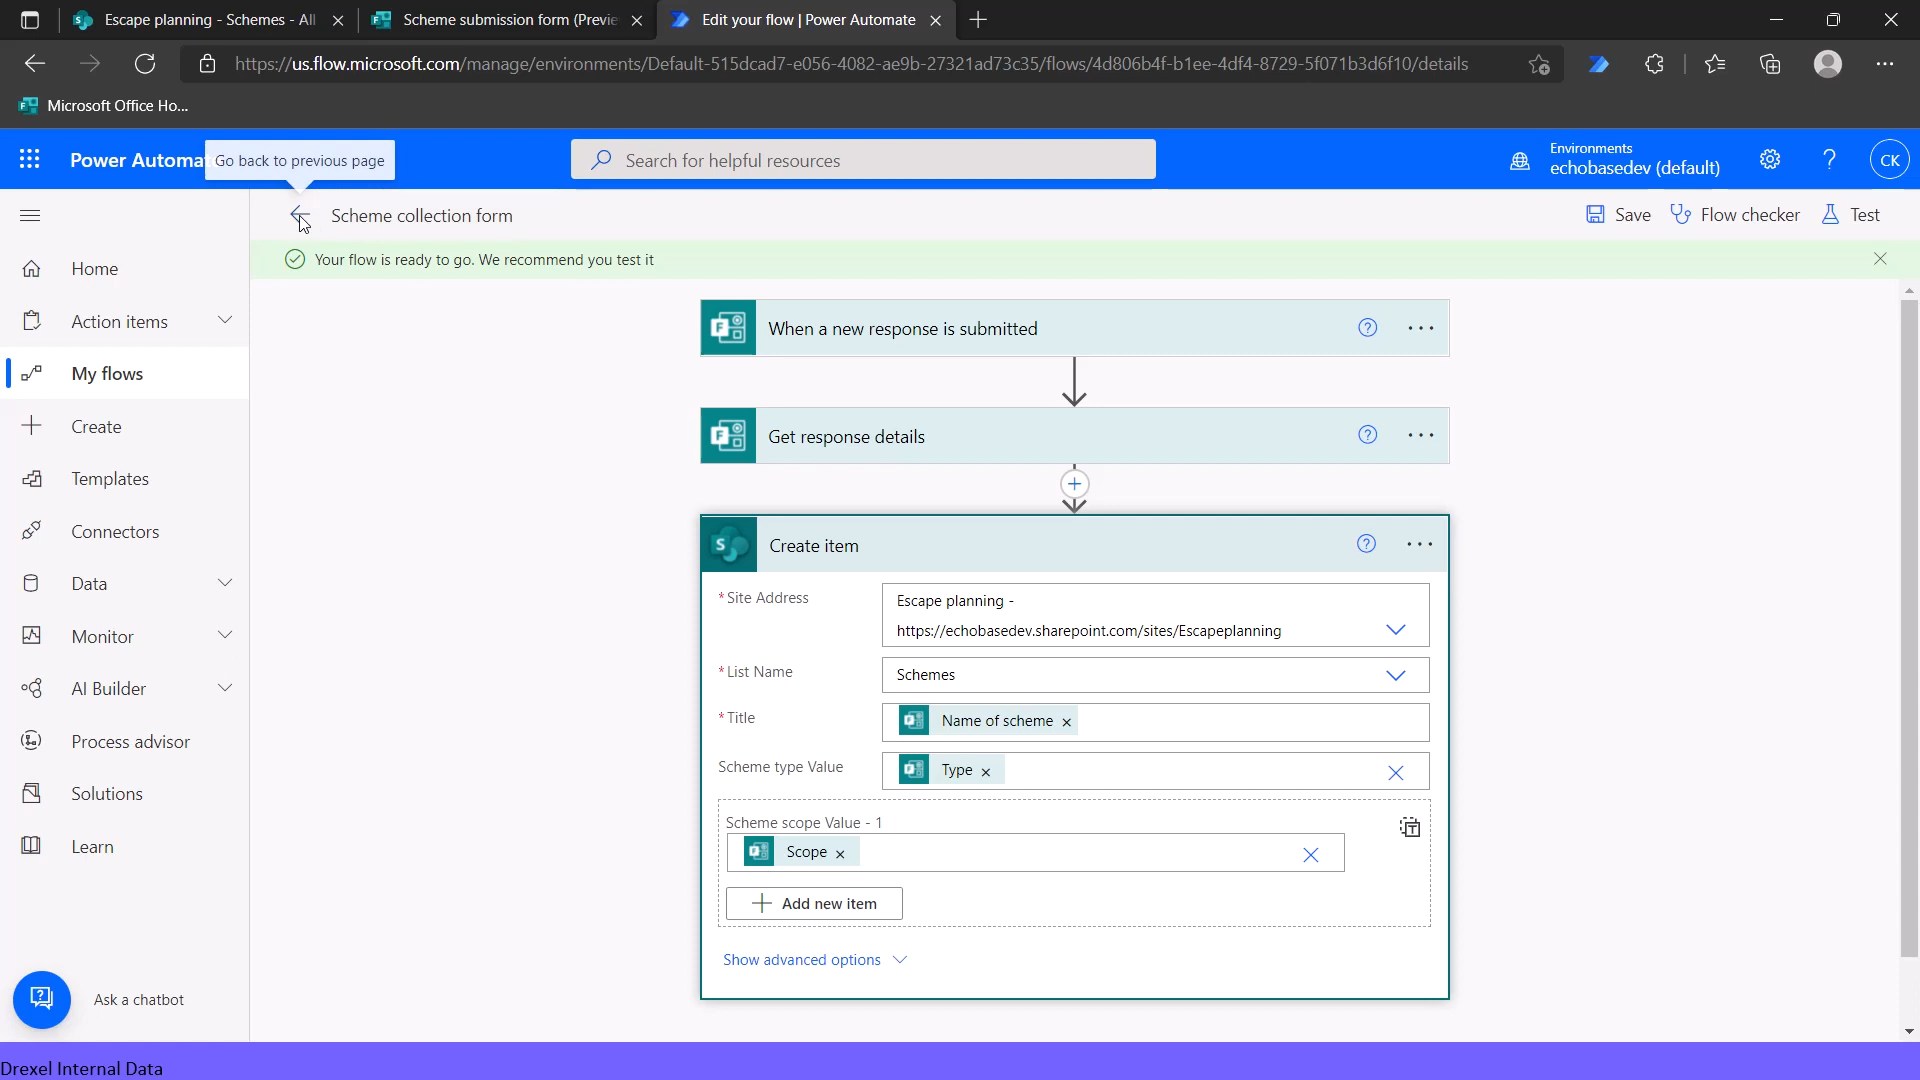 Escape planning - Schemes - All
Scheme submission form (Previe
Edit your flow | Power Automate
https://us.flow.microsoft.com/manage/environments/Default-515dcad7-e056-4082-ae9b-27321ad73c35/flows/4d806b4f-b1ee-4df4-8729-5f071b3d6f10/details
Microsoft Office Ho...
Power Automa
Go back to previous page
Search for helpful resources
Environments
echobasedev (default)
CK
Scheme collection form
Save
Flow checker
Test
Your flow is ready to go. We recommend you test it
Home
Action items
My flows
Create
Templates
Connectors
Data
Monitor
AI Builder
Process advisor
Solutions
Learn
Ask a chatbot
When a new response is submitted
Get response details
Create item
* Site Address
Escape planning -
https://echobasedev.sharepoint.com/sites/Escapeplanning
* List Name
Schemes
* Title
Name of scheme
Scheme type Value
Type
Scheme scope Value - 1
Scope
Add new item
Show advanced options
Drexel Internal Data